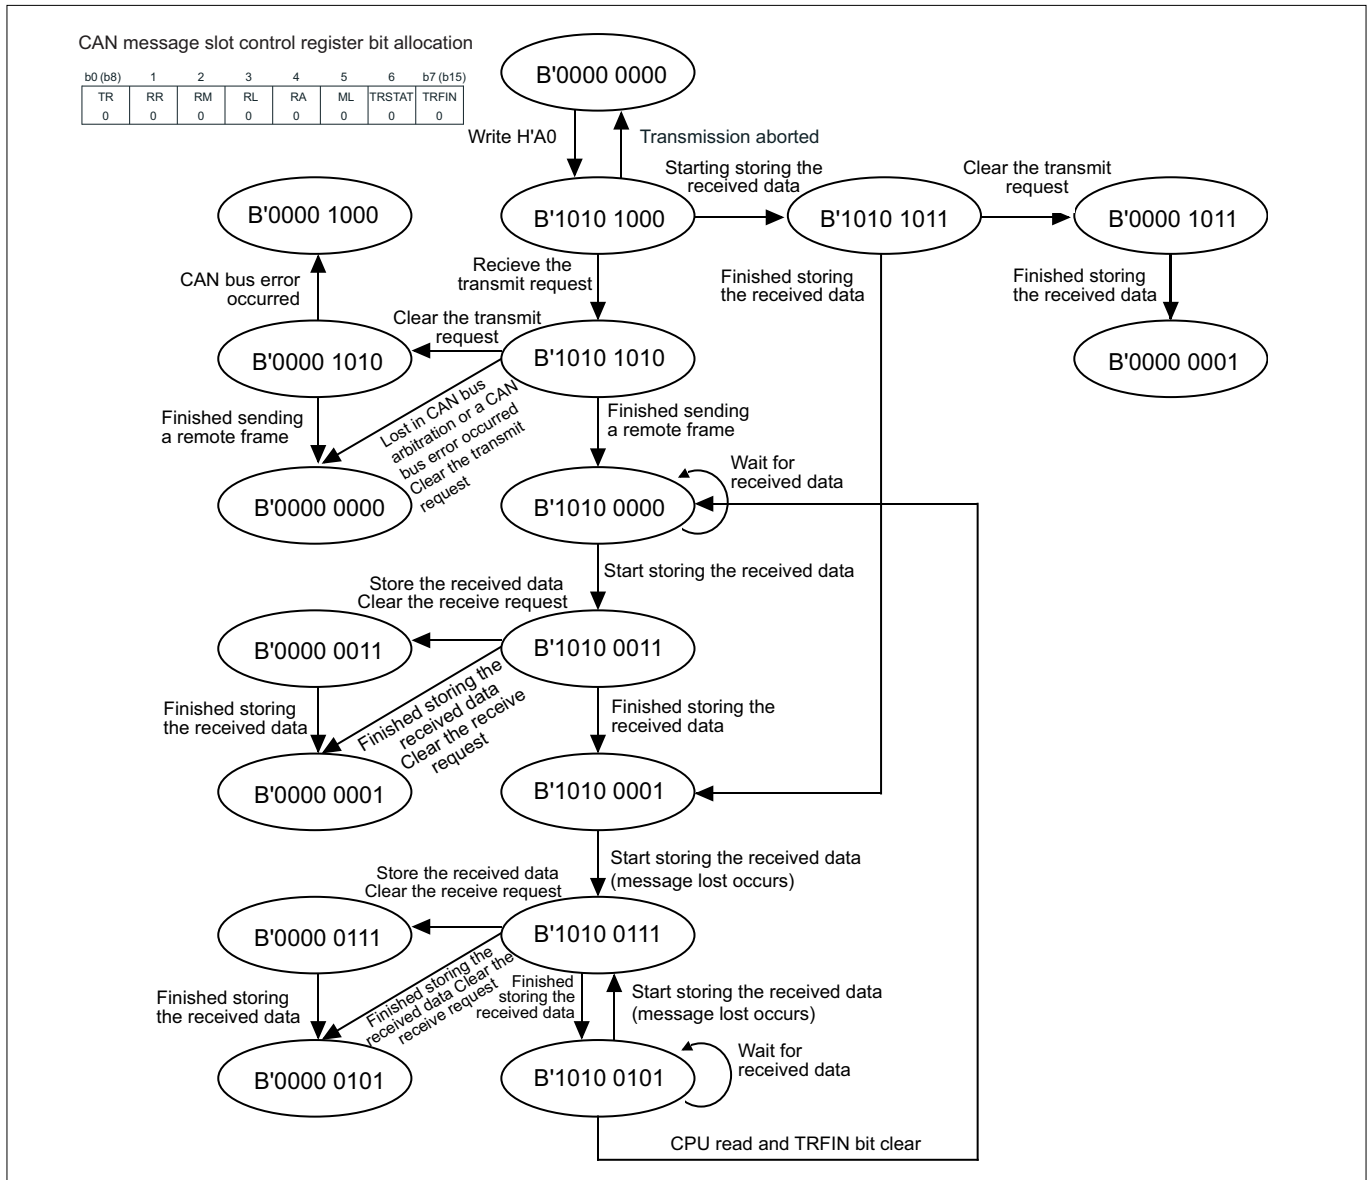 CAN message slot control register bit allocation
b0 (b8) 1 2 3 4 5 6 b7 (b15)
TR RR RM RL RA ML TRSTAT TRFIN
0 0 0 0 0 0 0 0
B'0000 0000
Write H'A0
Transmission aborted
Starting storing the
received data
Clear the transmit
request
B'0000 1000
B'1010 1000
B'1010 1011
B'0000 1011
CAN bus error
occurred
Recieve the
transmit request
Finished storing
the received data
Finished storing
the received data
Clear the transmit
request
B'0000 1010
B'1010 1010
B'0000 0001
Finished sending
a remote frame
Lost in CAN bus
arbitration or a CAN
bus error occurred
Clear the transmit
request
Finished sending
a remote frame
Wait for
received data
B'0000 0000
B'1010 0000
Start storing the received data
Store the received data
Clear the receive request
B'0000 0011
B'1010 0011
Finished storing
the received data
Finished storing the
received data
Clear the receive
request
Finished storing the
received data
B'0000 0001
B'1010 0001
Start storing the received data
(message lost occurs)
Store the received data
Clear the receive request
B'0000 0111
B'1010 0111
Finished storing
the received data
Finished storing the
received data Clear the
receive request
Finished
storing the
received data
Start storing the received data
(message lost occurs)
Wait for
received data
B'0000 0101
B'1010 0101
CPU read and TRFIN bit clear